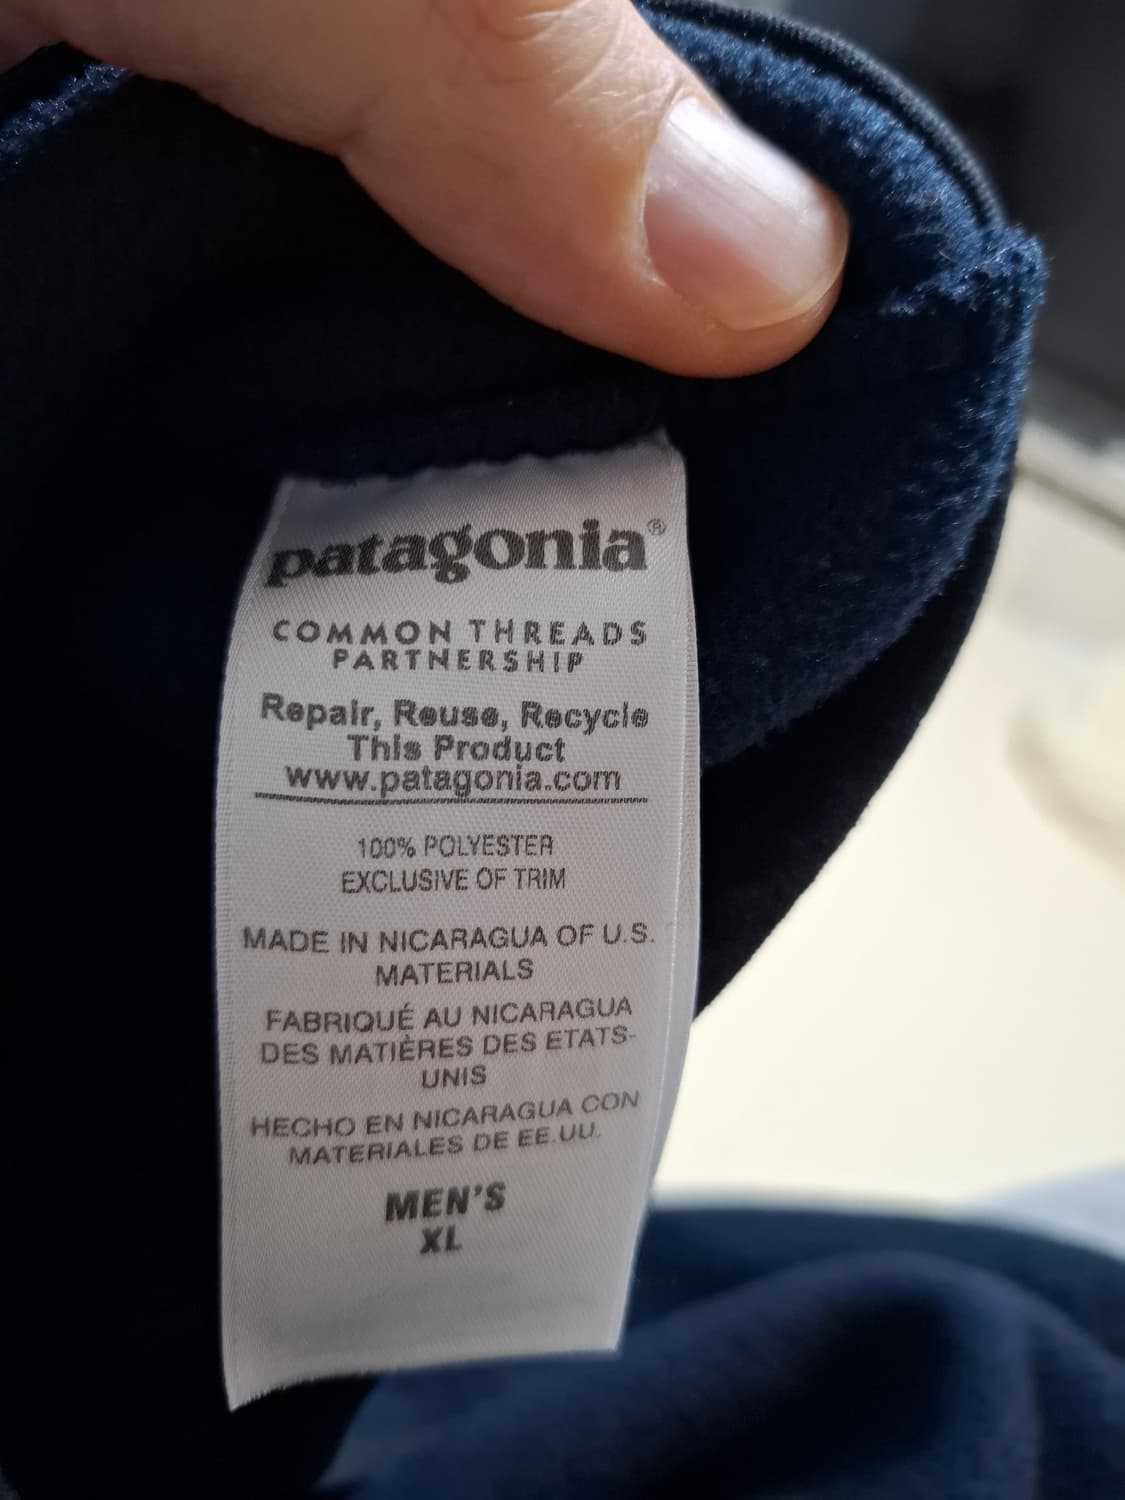 patagonia®
COMMON THREADS
PARTNERSHIP
Repair, Reuse, Recycle
This Product
www.patagonia.com
100% POLYESTER
EXCLUSIVE OF TRIM
MADE IN NICARAGUA OF U.S.
MATERIALS
FABRIQUÉ AU NICARAGUA
DES MATIÈRES DES ETATS-
UNIS
HECHO EN NICARAGUA CON
MATERIALES DE EE.UU.
MEN'S
XL